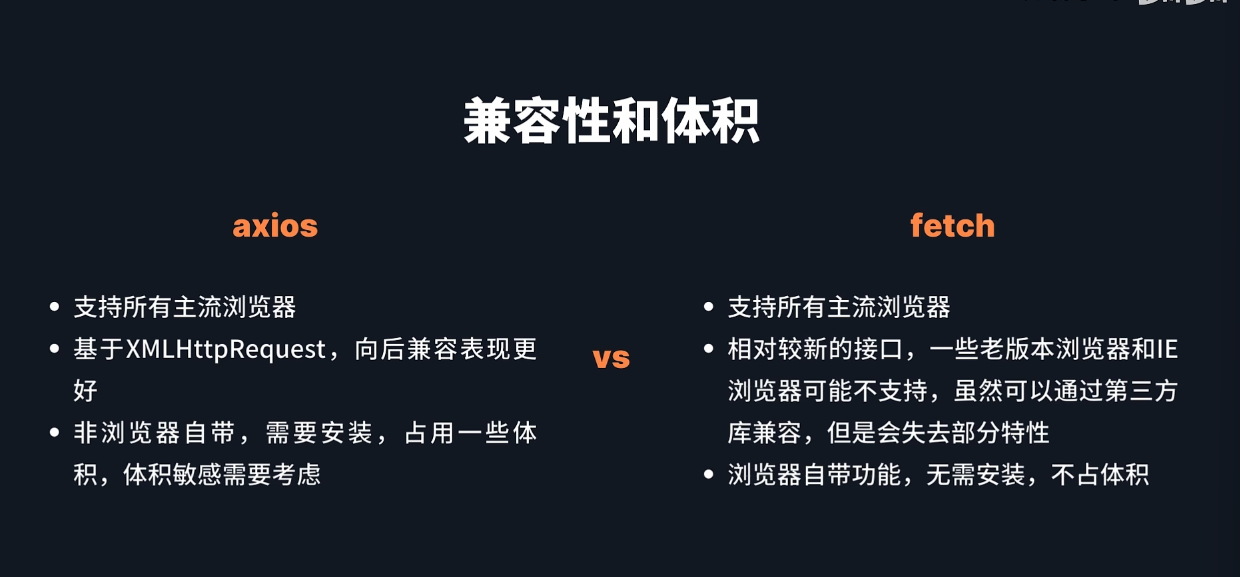 兼容性和体积
axios
支持所有主流浏览器
基于XMLHttpRequest，向后兼容表现更
好
非浏览器自带，需要安装，占用一些体
积，体积敏感需要考虑
vs
fetch
支持所有主流浏览器
相对较新的接口，一些老版本浏览器和IE
浏览器可能不支持，虽然可以通过第三方
库兼容，但是会失去部分特性
浏览器自带功能，无需安装，不占体积